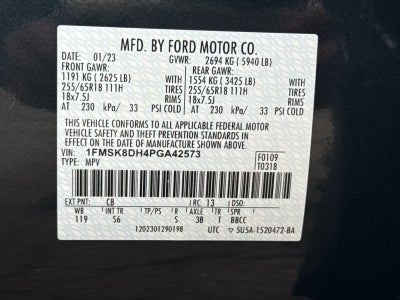 MFD. BY FORD MOTOR CO.
DATE: 01/23 GVWR: 2694 KG (5940 LB)
FRONT GAWR: REAR GAWR:
1191 KG (2625 LB) 1554 KG (3425 LB)
255/65R18 111H TIRES 255/65R18 111H TIRES
18x7.5J RIMS 18x7.5J RIMS
AT 230 kPa/ 33 PSI COLD AT 230 kPa/ 33 PSI COLD
THIS VEHICLE CONFORMS TO ALL APPLICABLE FEDERAL MOTOR VEHICLE SAFETY AND THEFT PREVENTION STANDARDS IN EFFECT ON THE DATE OF MANUFACTURE SHOWN ABOVE.
VIN: 1FMSK8DH4PGA42573 F0109
TYPE: MPV T0318
EXT PNT: C8 RC: 13 DSO:
WB INT TR TP/PS R AXLE TR SPR
119 S6 S 3B T BBCC
1202301290198 UTC 5U5A-1520472-BA